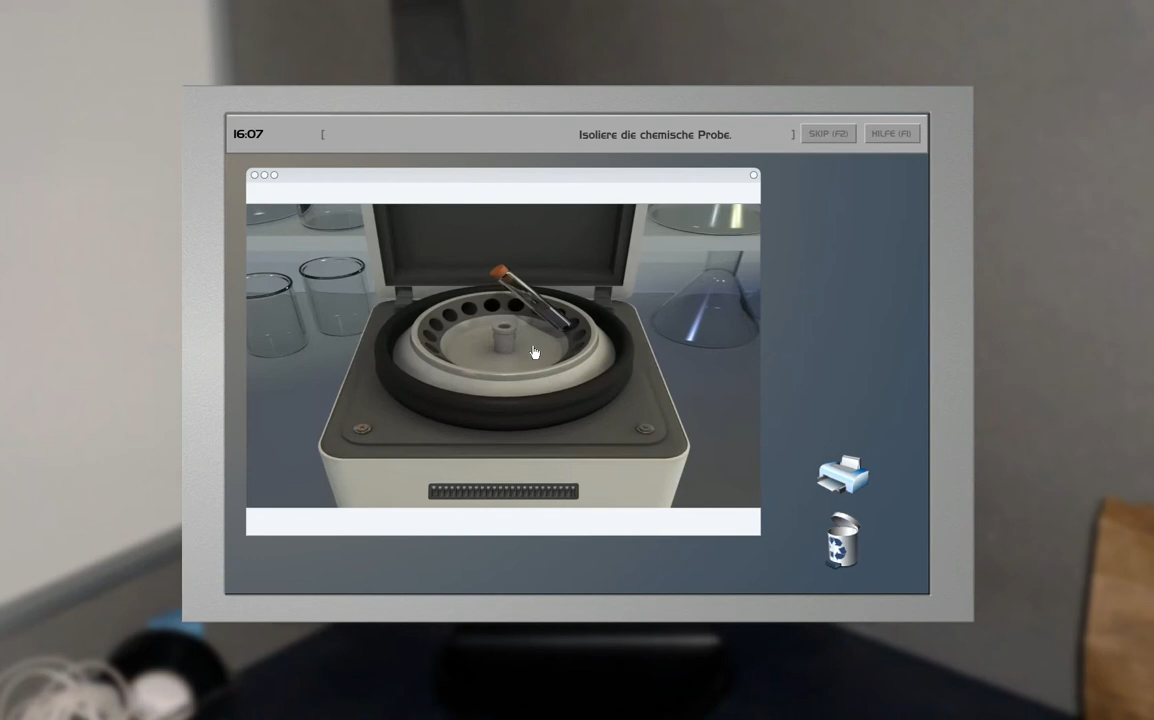 16:07
[ Isoliere die chemische Probe. ]
SKIP (F2)
HILFE (F1)